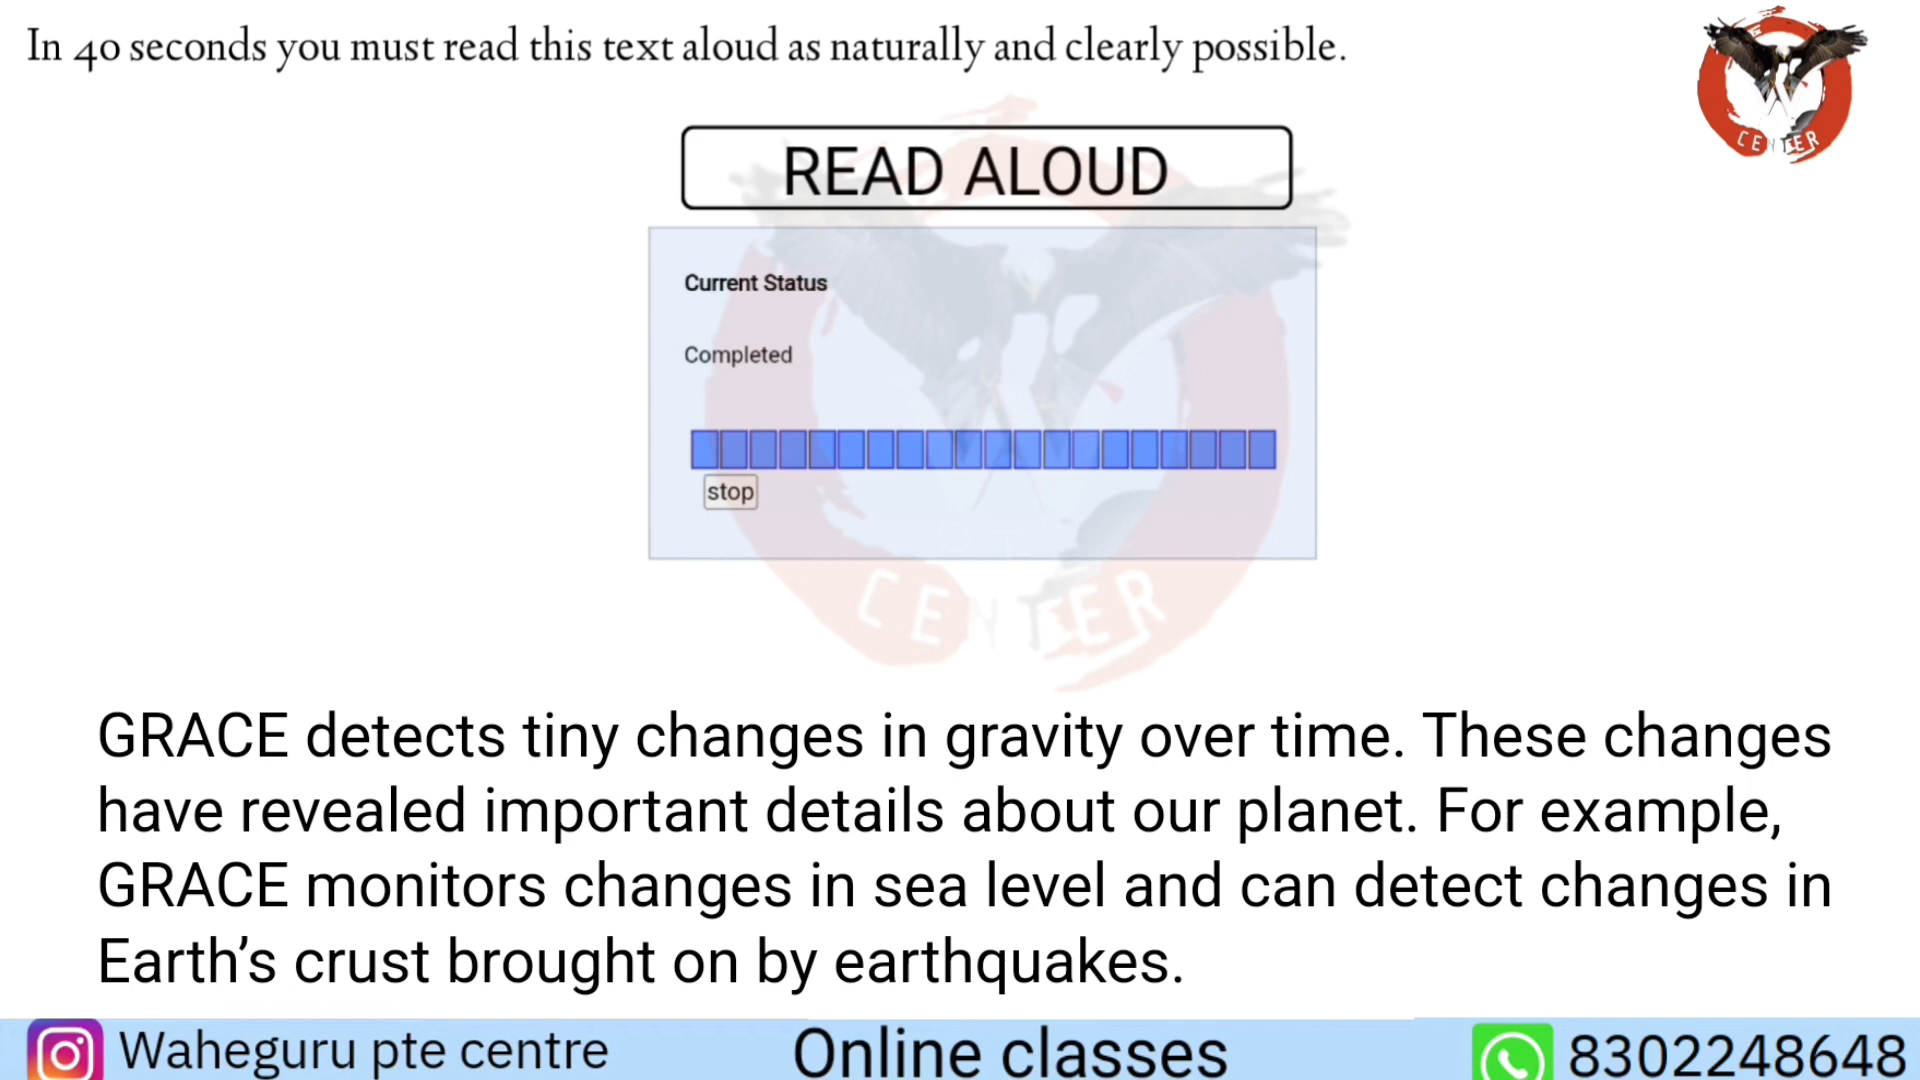 In 40 seconds you must read this text aloud as naturally and clearly possible.
CENTER
READ ALOUD
Current Status
Completed
stop
CENTER
GRACE detects tiny changes in gravity over time. These changes
have revealed important details about our planet. For example,
GRACE monitors changes in sea level and can detect changes in
Earth’s crust brought on by earthquakes.
Waheguru pte centre
Online classes
8302248648